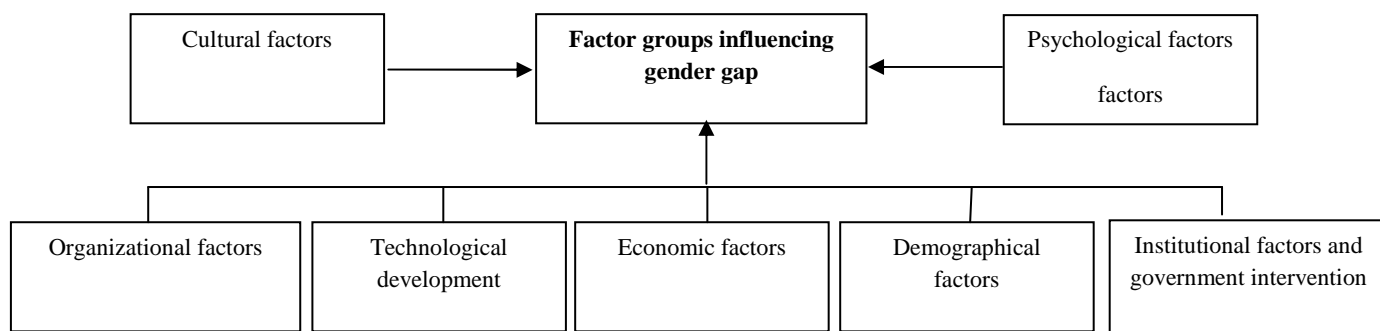 Cultural factors
Factor groups influencing
gender gap
Psychological factors
factors
Organizational factors
Technological
development
Economic factors
Demographical
factors
Institutional factors and
government intervention